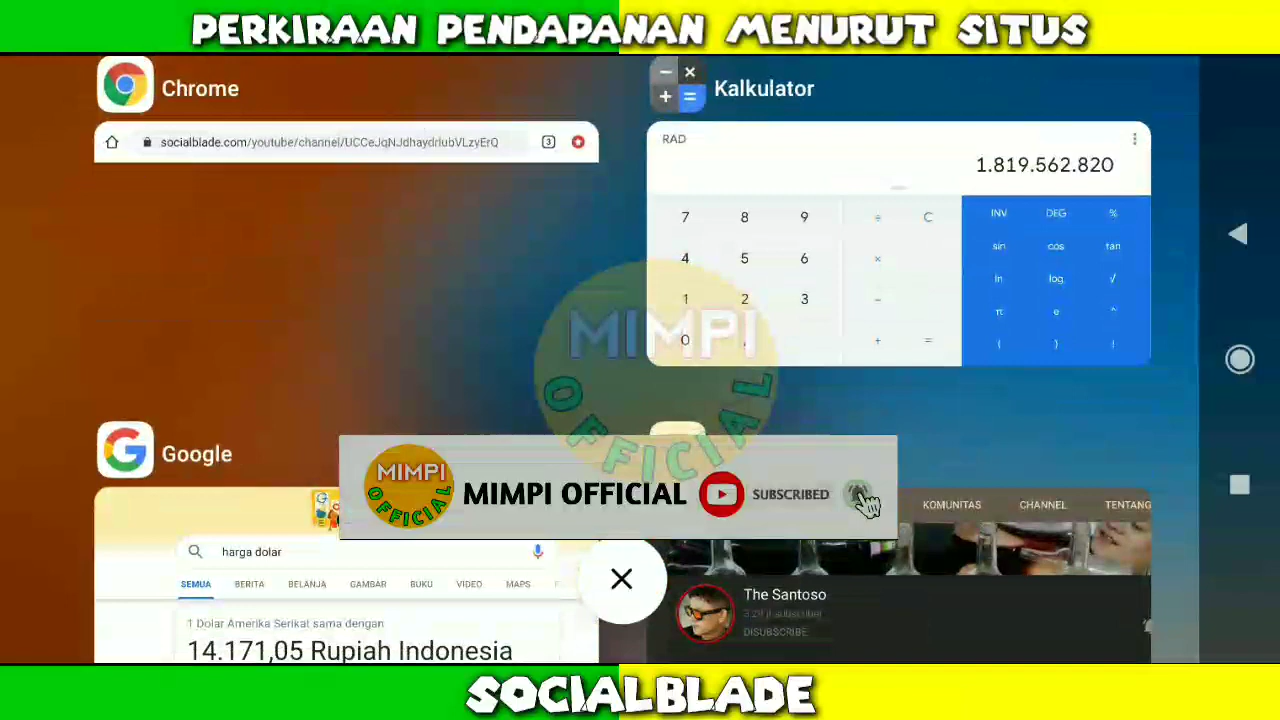 PERKIRAAN PENDAPANAN MENURUT SITUS
Chrome
socialblade.com/youtube/channel/UCCeJqNJdhaydrlubVLzyErQ
3
Kalkulator
RAD
1.819.562.820
7 8 9 ÷ C INV DEG %
4 5 6 × sin cos tan
1 2 3 − ln log √
0 , + = π e ^
( ) !
MIMPI
OFFICIAL
Google
MIMPI
OFFICIAL
MIMPI OFFICIAL
SUBSCRIBED
harga dolar
SEMUA BERITA BELANJA GAMBAR BUKU VIDEO MAPS
1 Dolar Amerika Serikat sama dengan
14.171,05 Rupiah Indonesia
KOMUNITAS CHANNEL TENTANG
The Santoso
DISUBSCRIBE
SOCIALBLADE